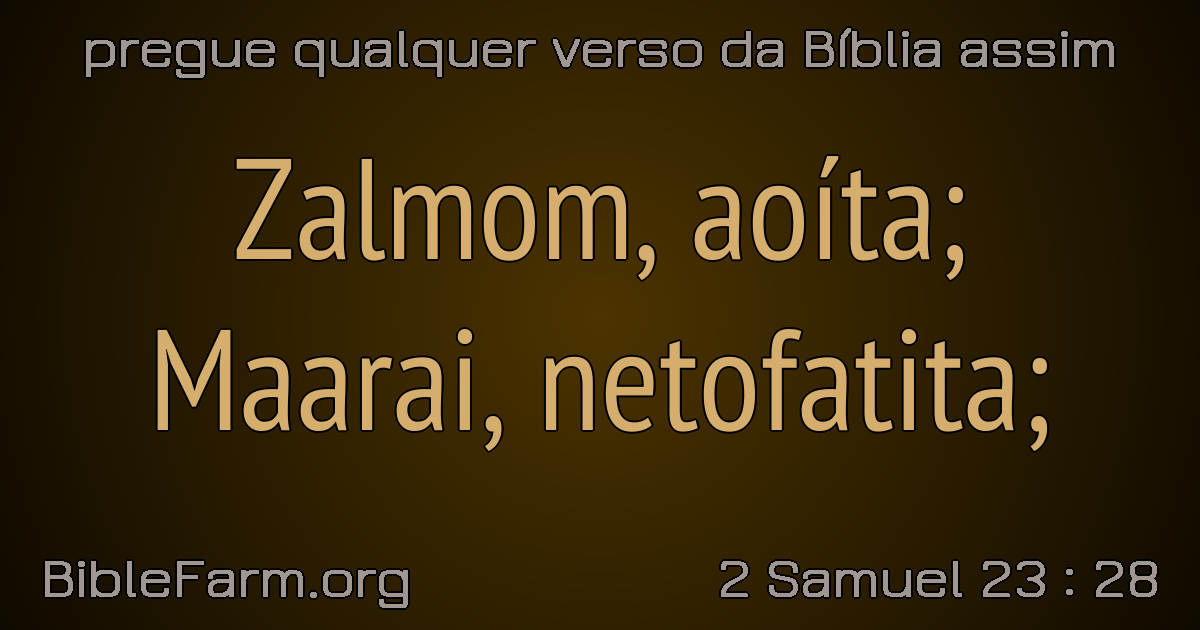 pregue qualquer verso da Bíblia assim
Zalmom, aoíta;
Maarai, netofatita;
BibleFarm.org
2 Samuel 23 : 28